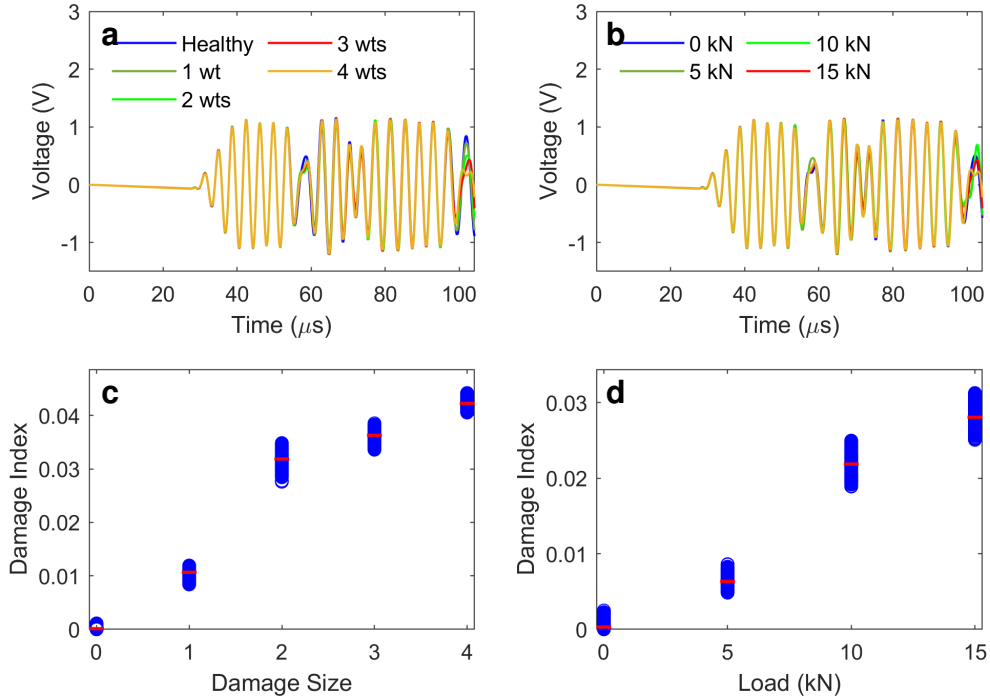 a
Healthy
3 wts
1 wt
4 wts
2 wts
3
2
1
0
-1
Voltage (V)
0 20 40 60 80 100
Time (μs)
b
0 kN
10 kN
5 kN
15 kN
3
2
1
0
-1
Voltage (V)
0 20 40 60 80 100
Time (μs)
c
0.04
0.03
0.02
0.01
0
Damage Index
0 1 2 3 4
Damage Size
d
0.03
0.02
0.01
0
Damage Index
0 5 10 15
Load (kN)